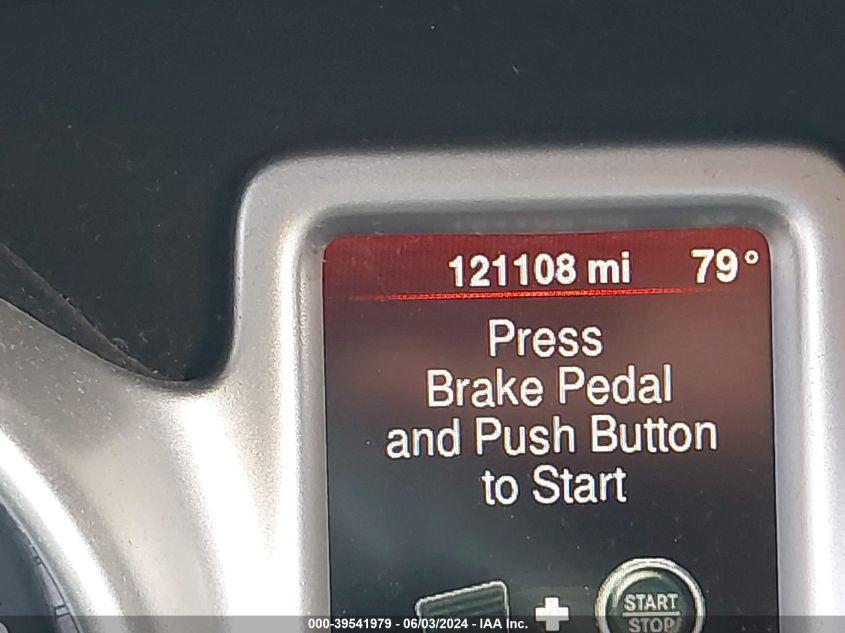 121108 mi 79°
Press
Brake Pedal
and Push Button
to Start
START
STOP
000-39541979 - 06/03/2024 - IAA Inc.